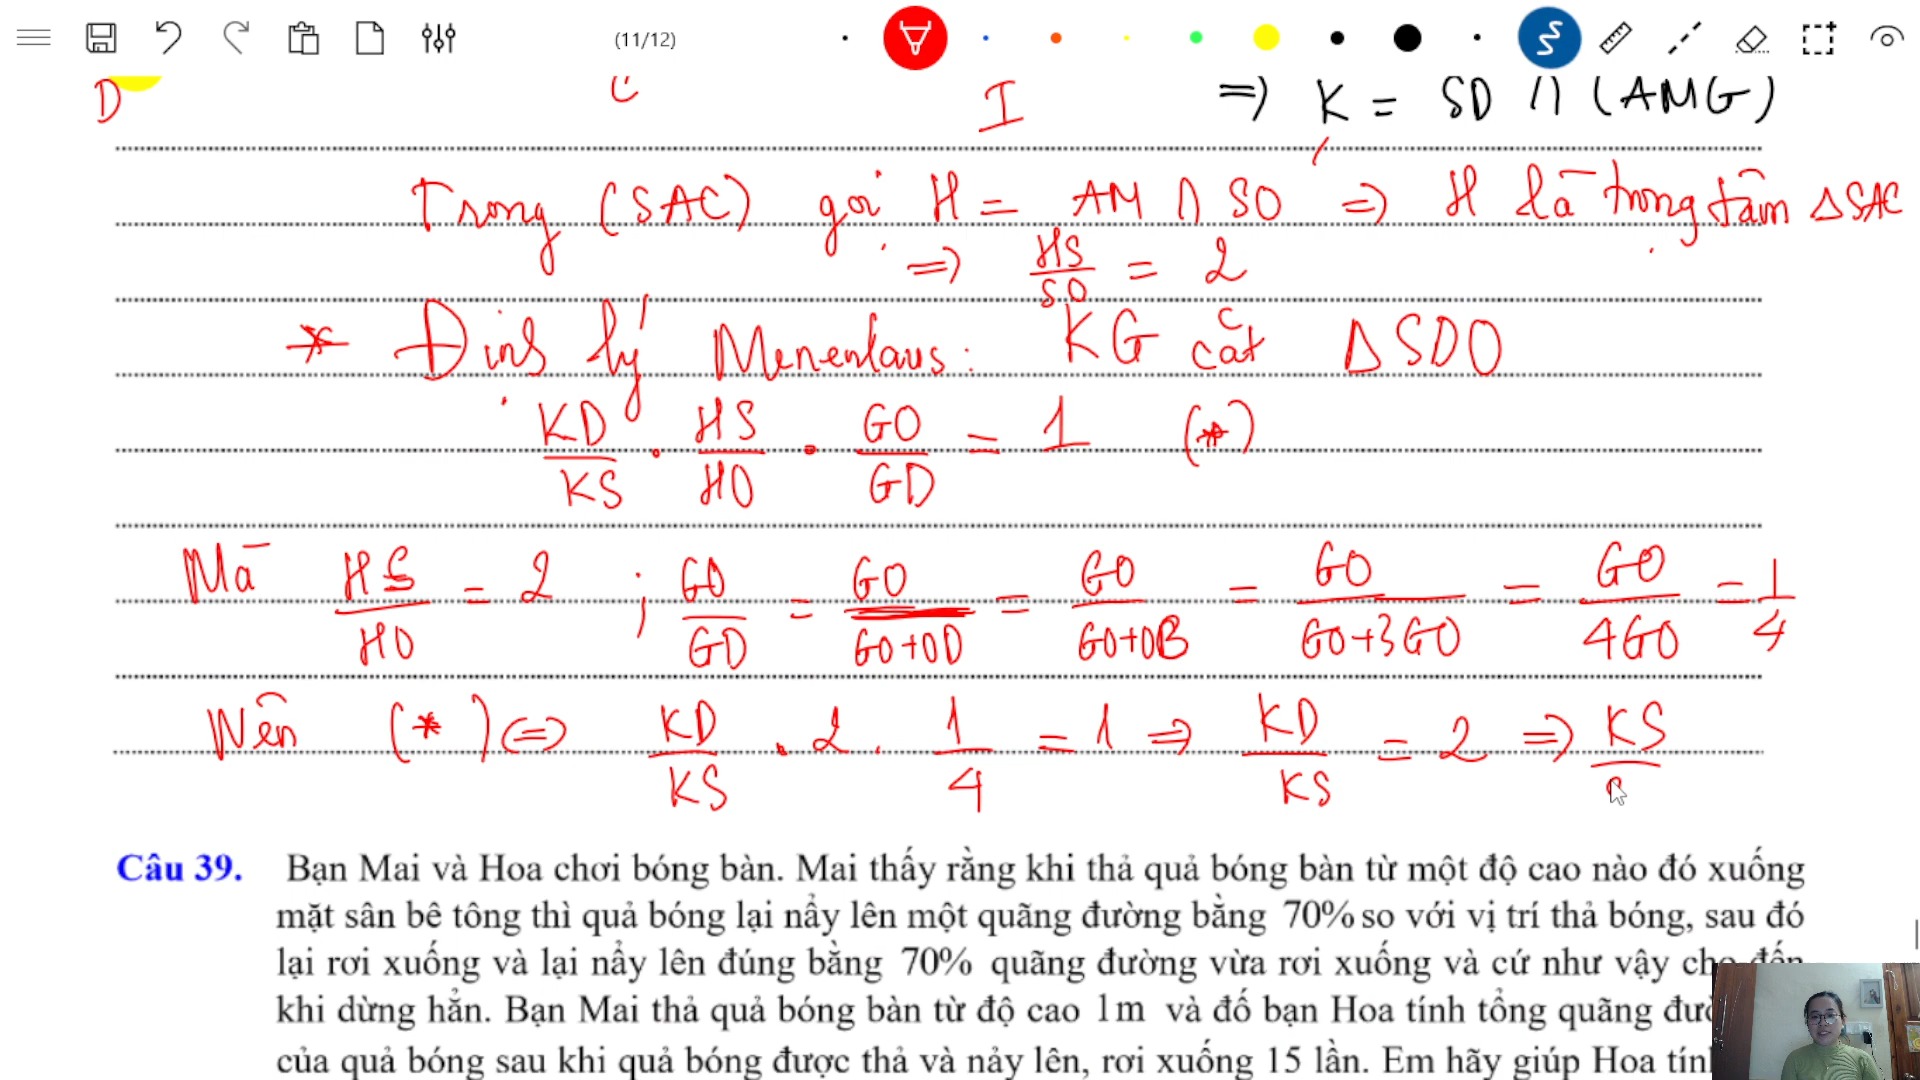 (11/12)
D
I
=> K = SD ∩ (AMG)
Trong (SAC) gọi H = AM ∩ SO => H là trọng tâm ΔSAC
=> HS/SO = 2
* Định lý Menenlaus: KG cắt ΔSDO
KD/KS . HS/HO . GO/GD = 1 (*)
Mà HS/HO = 2 ; GO/GD = GO/GO+OD = GO/GO+OB = GO/GO+3GO = GO/4GO = 1/4
Nên (*) <=> KD/KS . 2 . 1/4 = 1 => KD/KS = 2 => KS
Câu 39. Bạn Mai và Hoa chơi bóng bàn. Mai thấy rằng khi thả quả bóng bàn từ một độ cao nào đó xuống
mặt sân bê tông thì quả bóng lại nẩy lên một quãng đường bằng 70% so với vị trí thả bóng, sau đó
lại rơi xuống và lại nẩy lên đúng bằng 70% quãng đường vừa rơi xuống và cứ như vậy cho đến
khi dừng hẳn. Bạn Mai thả quả bóng bàn từ độ cao 1m và đố bạn Hoa tính tổng quãng đườ
của quả bóng sau khi quả bóng được thả và nảy lên, rơi xuống 15 lần. Em hãy giúp Hoa tín